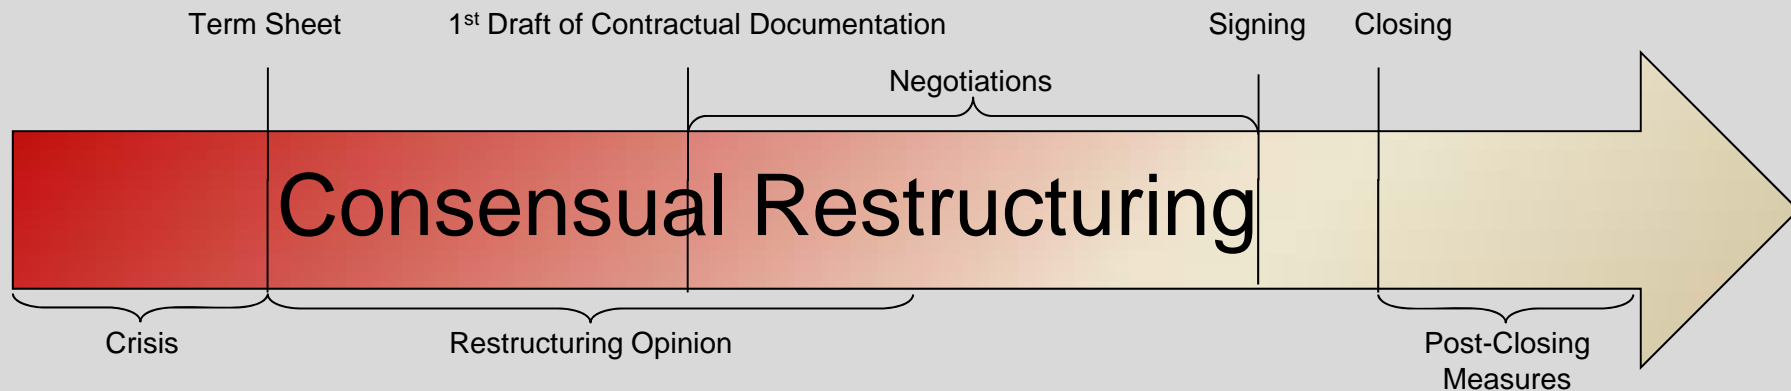 Term Sheet
1st Draft of Contractual Documentation
Signing
Closing
Negotiations
Consensual Restructuring
Crisis
Restructuring Opinion
Post-Closing
Measures